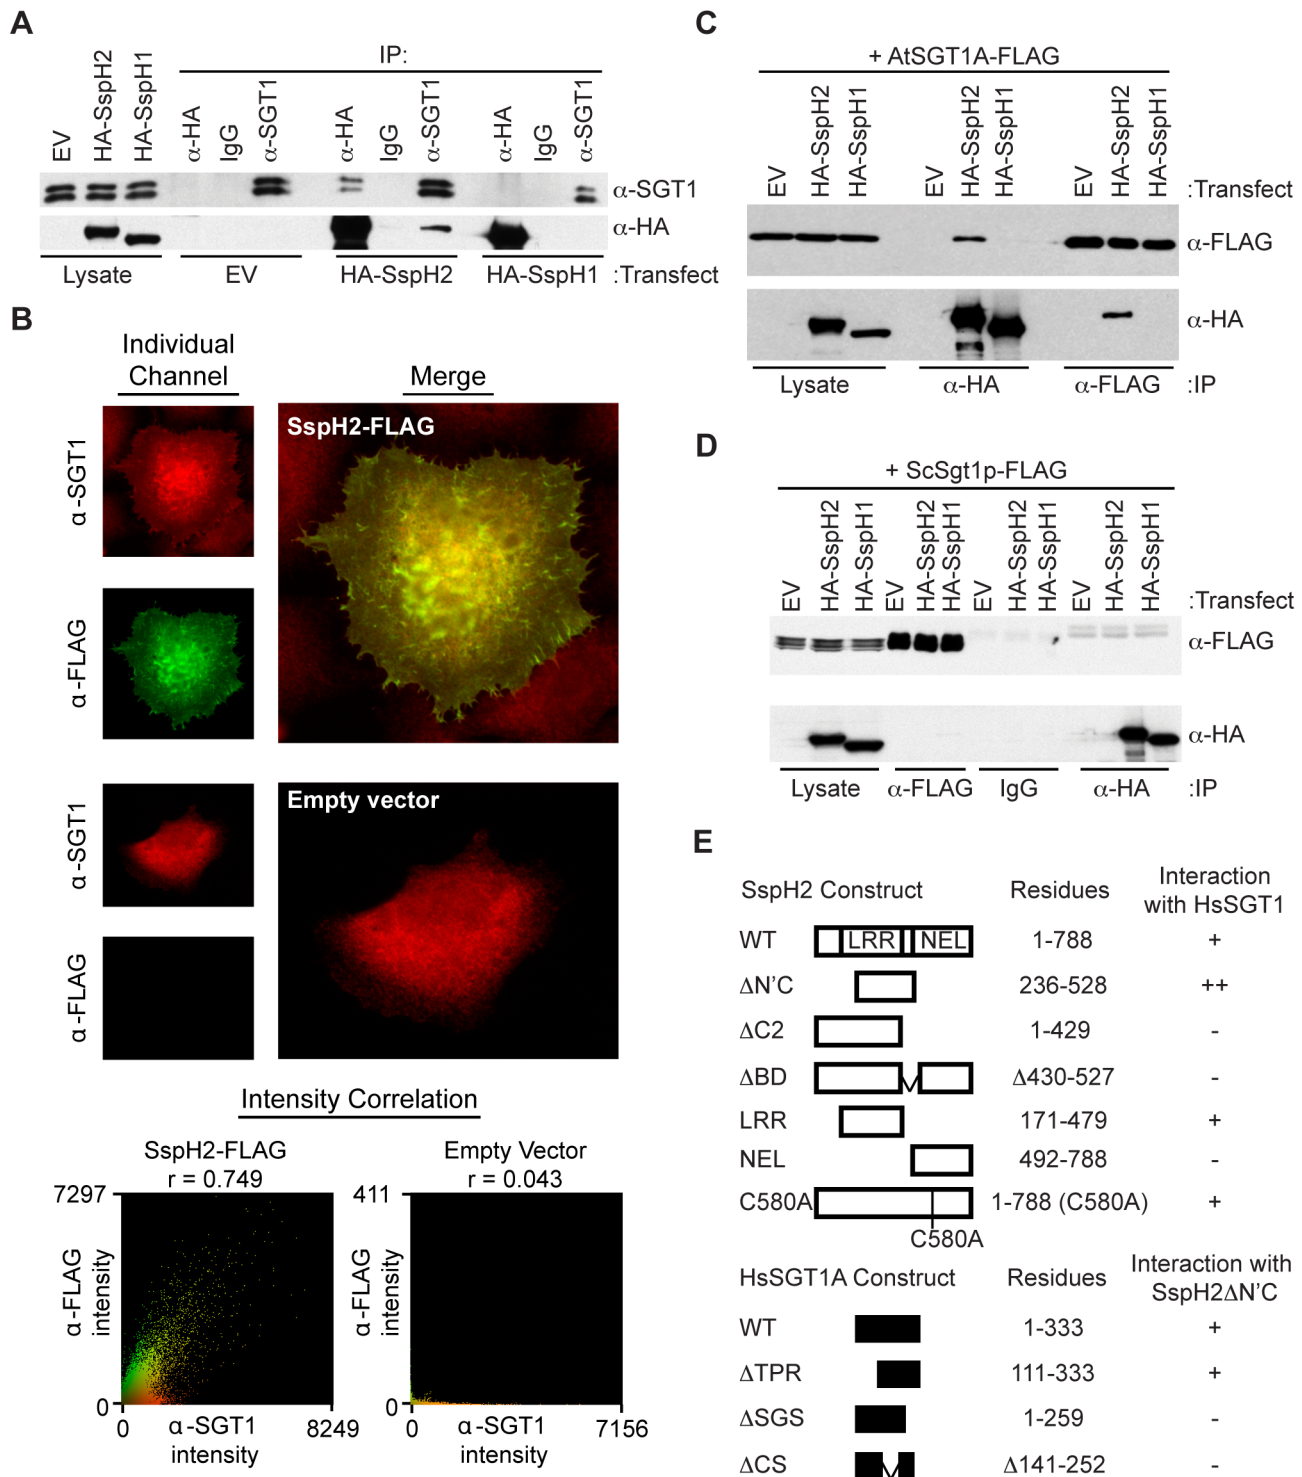 A
IP:
EV
HA-SspH2
HA-SspH1
α-HA
IgG
α-SGT1
α-HA
IgG
α-SGT1
α-HA
IgG
α-SGT1
α-SGT1
α-HA
Lysate EV HA-SspH2 HA-SspH1 :Transfect
B
Individual
Channel
Merge
α-SGT1
SspH2-FLAG
α-FLAG
α-SGT1
Empty vector
α-FLAG
Intensity Correlation
SspH2-FLAG
r = 0.749
7297
α-FLAG
intensity
0
0 α-SGT1 8249
intensity
Empty Vector
r = 0.043
411
α-FLAG
intensity
0
0 α-SGT1 7156
intensity
C
+ AtSGT1A-FLAG
EV
HA-SspH2
HA-SspH1
EV
HA-SspH2
HA-SspH1
EV
HA-SspH2
HA-SspH1
:Transfect
α-FLAG
α-HA
Lysate α-HA α-FLAG :IP
D
+ ScSgt1p-FLAG
EV
HA-SspH2
HA-SspH1
EV
HA-SspH2
HA-SspH1
EV
HA-SspH2
HA-SspH1
EV
HA-SspH2
HA-SspH1
:Transfect
α-FLAG
α-HA
Lysate α-FLAG IgG α-HA :IP
E
SspH2 Construct Residues Interaction
with HsSGT1
WT LRR NEL 1-788 +
ΔN'C 236-528 ++
ΔC2 1-429 -
ΔBD Δ430-527 -
LRR 171-479 +
NEL 492-788 -
C580A 1-788 (C580A) +
C580A
HsSGT1A Construct Residues Interaction with
SspH2ΔN'C
WT 1-333 +
ΔTPR 111-333 +
ΔSGS 1-259 -
ΔCS Δ141-252 -